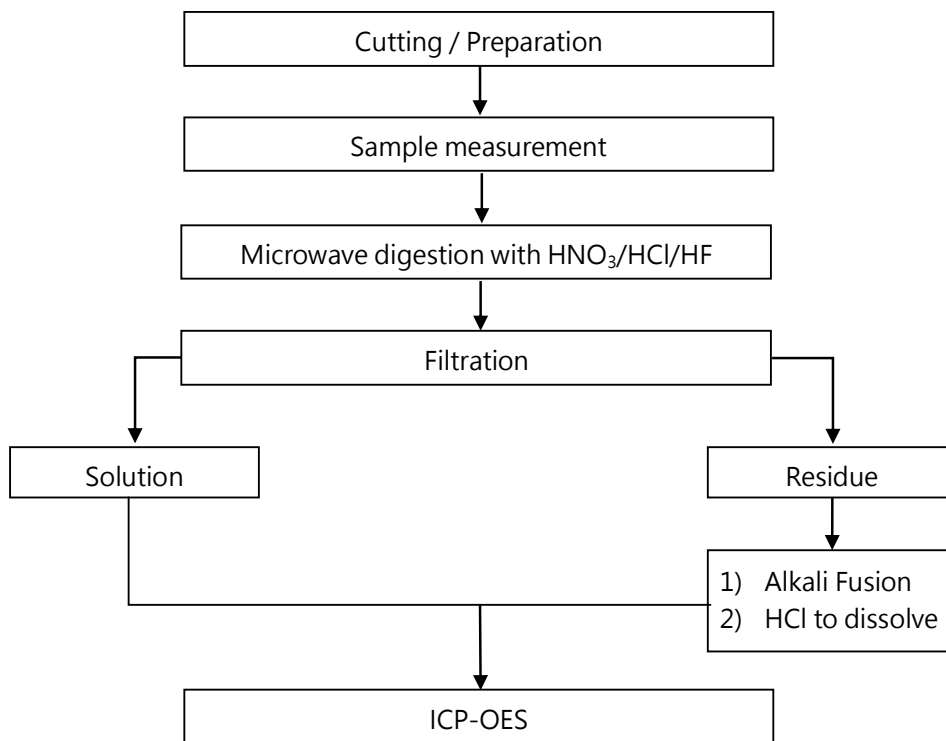 Cutting / Preparation
Sample measurement
Microwave digestion with HNO₃/HCl/HF
Filtration
Solution
Residue
1) Alkali Fusion
2) HCl to dissolve
ICP-OES